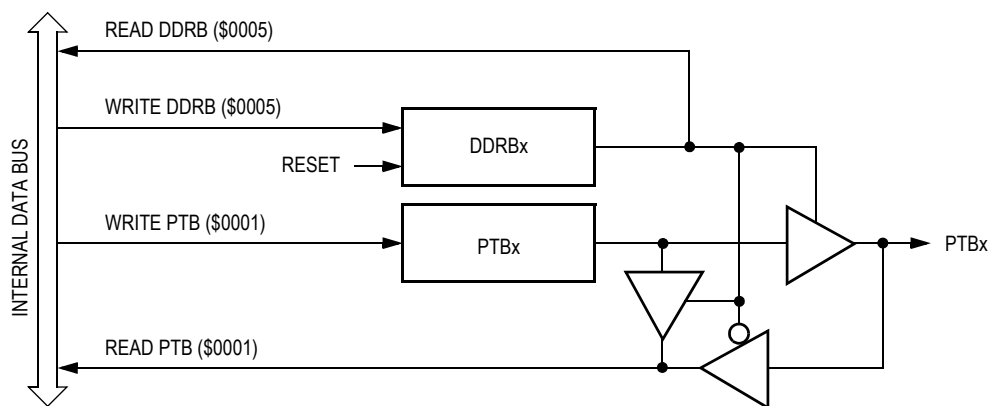 READ DDRB ($0005)
WRITE DDRB ($0005)
DDRBx
RESET
INTERNAL DATA BUS
WRITE PTB ($0001)
PTBx
PTBx
READ PTB ($0001)